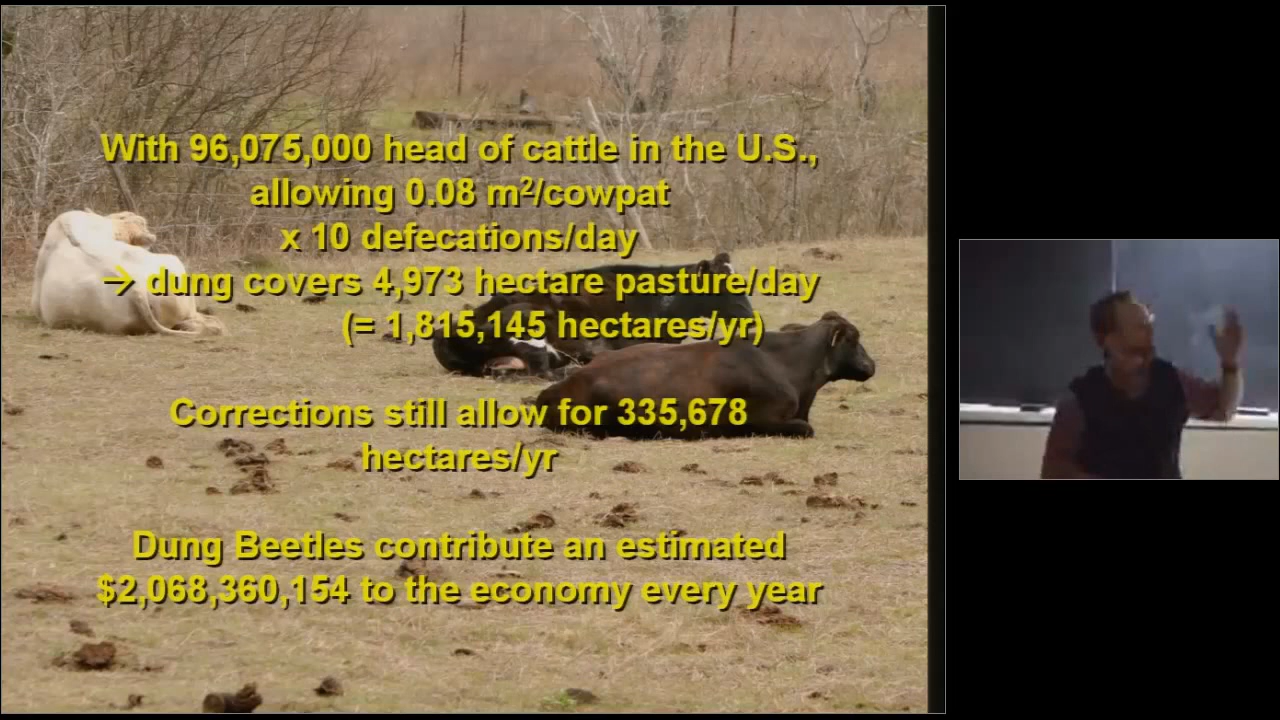 With 96,075,000 head of cattle in the U.S.,
allowing 0.08 m²/cowpat
x 10 defecations/day
→ dung covers 4,973 hectare pasture/day
(= 1,815,145 hectares/yr)
Corrections still allow for 335,678
hectares/yr
Dung Beetles contribute an estimated
$2,068,360,154 to the economy every year